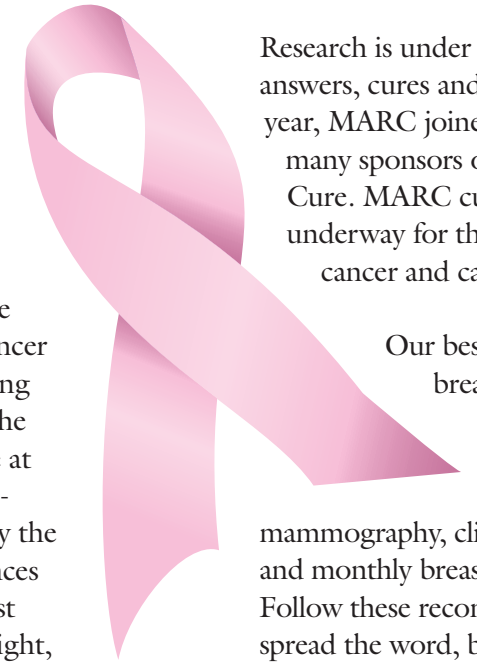 e
ncer
ng
he
at
-
y the
nces
st
ight,
Research is under
answers, cures and
year, MARC joine
many sponsors o
Cure. MARC cu
underway for th
cancer and ca
Our bes
brea
mammography, cli
and monthly breas
Follow these recom
spread the word, b